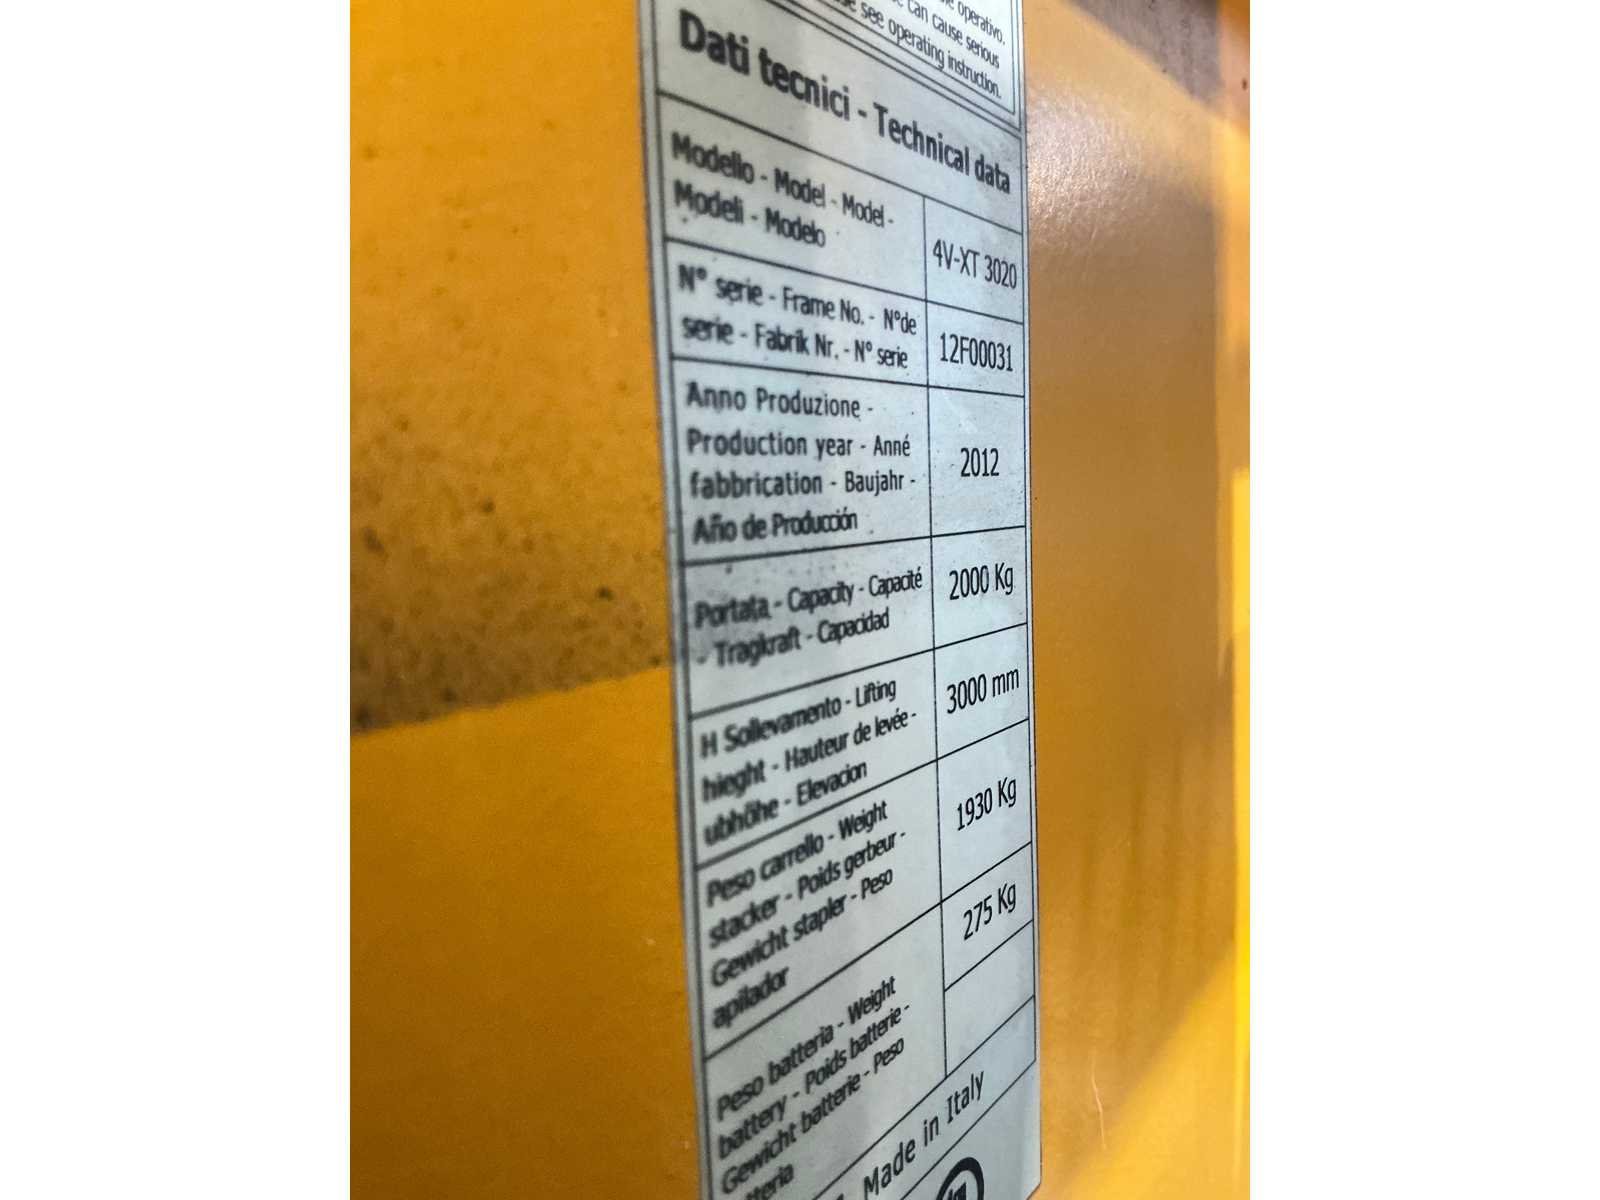 operativo.
can cause serious
see operating instruction.
Dati tecnici - Technical data
Modello - Model - Model -
Modeli - Modelo
4V-XT 3020
N° serie - Frame No. - N°de
serie - Fabrik Nr. - N° serie
12F00031
Anno Produzione -
Production year - Anné
fabbrication - Baujahr -
Año de Producción
2012
Portata - Capacity - Capacité
- Tragkraft - Capacidad
2000 Kg
H Sollevamento - Lifting
hieght - Hauteur de levée -
ubhöhe - Elevacion
3000 mm
Peso carrello - Weight
stacker - Poids gerbeur -
Gewicht stapler - Peso
apilador
1930 Kg
Peso batteria - Weight
battery - Poids batterie -
Gewicht batterie - Peso
tteria
275 Kg
Made in Italy